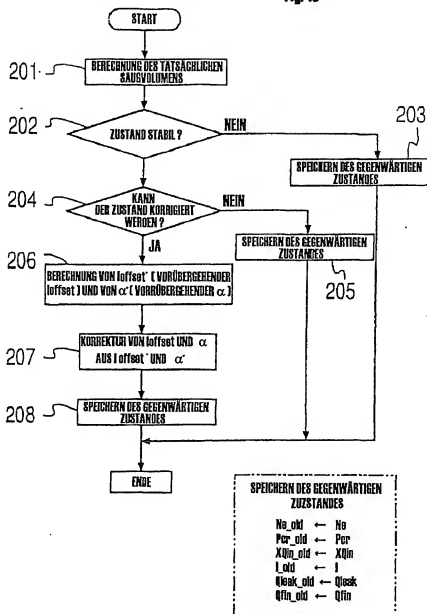 START
201
BERECHNUNG DES TATSÄCHLICHEN
SAUGVOLUMENS
202
ZUSTAND STABIL ?
NEIN
203
SPEICHERN DES GEGENWÄRTIGEN
ZUSTANDES
204
KANN
DER ZUSTAND KORRIGIERT
WERDEN ?
NEIN
JA
SPEICHERN DES GEGENWÄRTIGEN
ZUSTANDES
205
206
BERECHNUNG VON Ioffset' (VORÜBERGEHENDER
Ioffset) UND VON α' (VORRÜBERGEHENDER α)
207
KORREKTUR VON Ioffset UND α
AUS Ioffset' UND α'
208
SPEICHERN DES GEGENWÄRTIGEN
ZUSTANDES
ENDE
SPEICHERN DES GEGENWÄRTIGEN
ZUZSTANDES
Ne_old ← Ne
Pcr_old ← Pcr
XQin_old ← XQin
I_old ← I
Qleak_old ← Qleak
Qfin_old ← Qfin